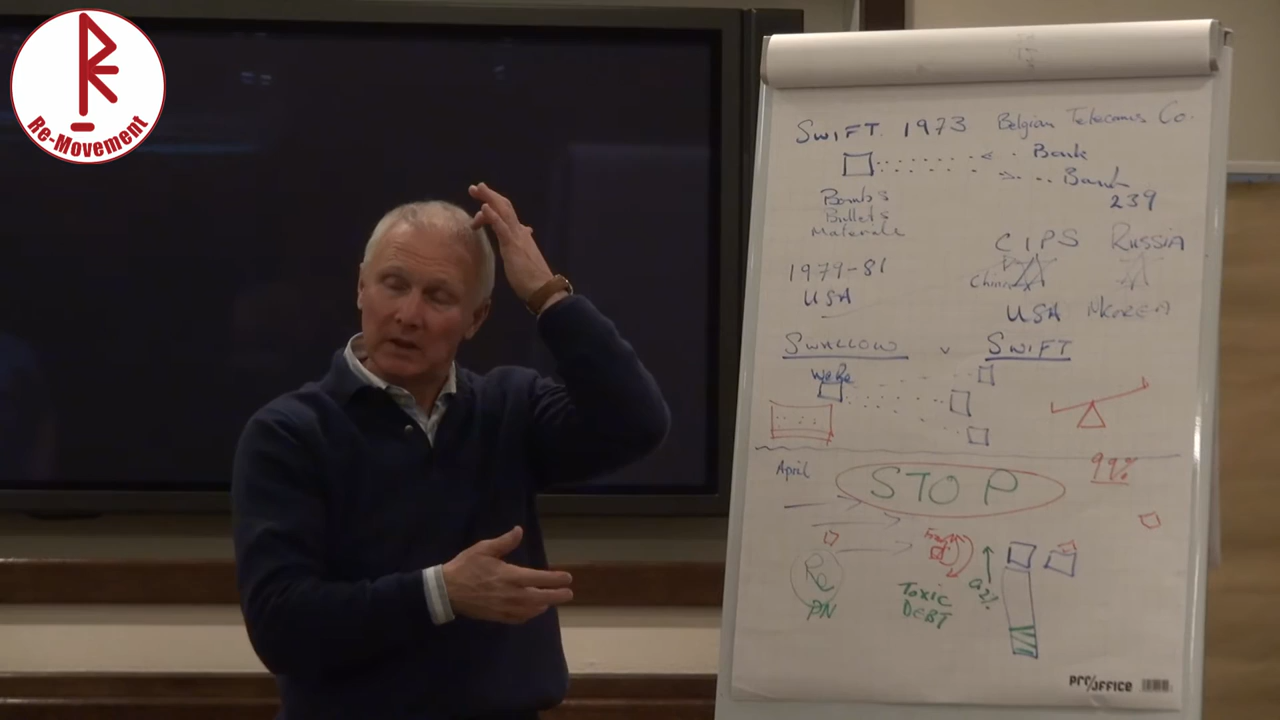 Re-Movement
SWIFT. 1973 Belgian Telecomms Co.
Bank
Bank
239
Bombs
Bullets
Materials
CIPS RUSSIA
China
1979-81
USA
USA NKOREA
SWALLOW v SWIFT
WeRe
April
STOP
99%
Re
PN
TOXIC
DEBT
PRO/OFFICE